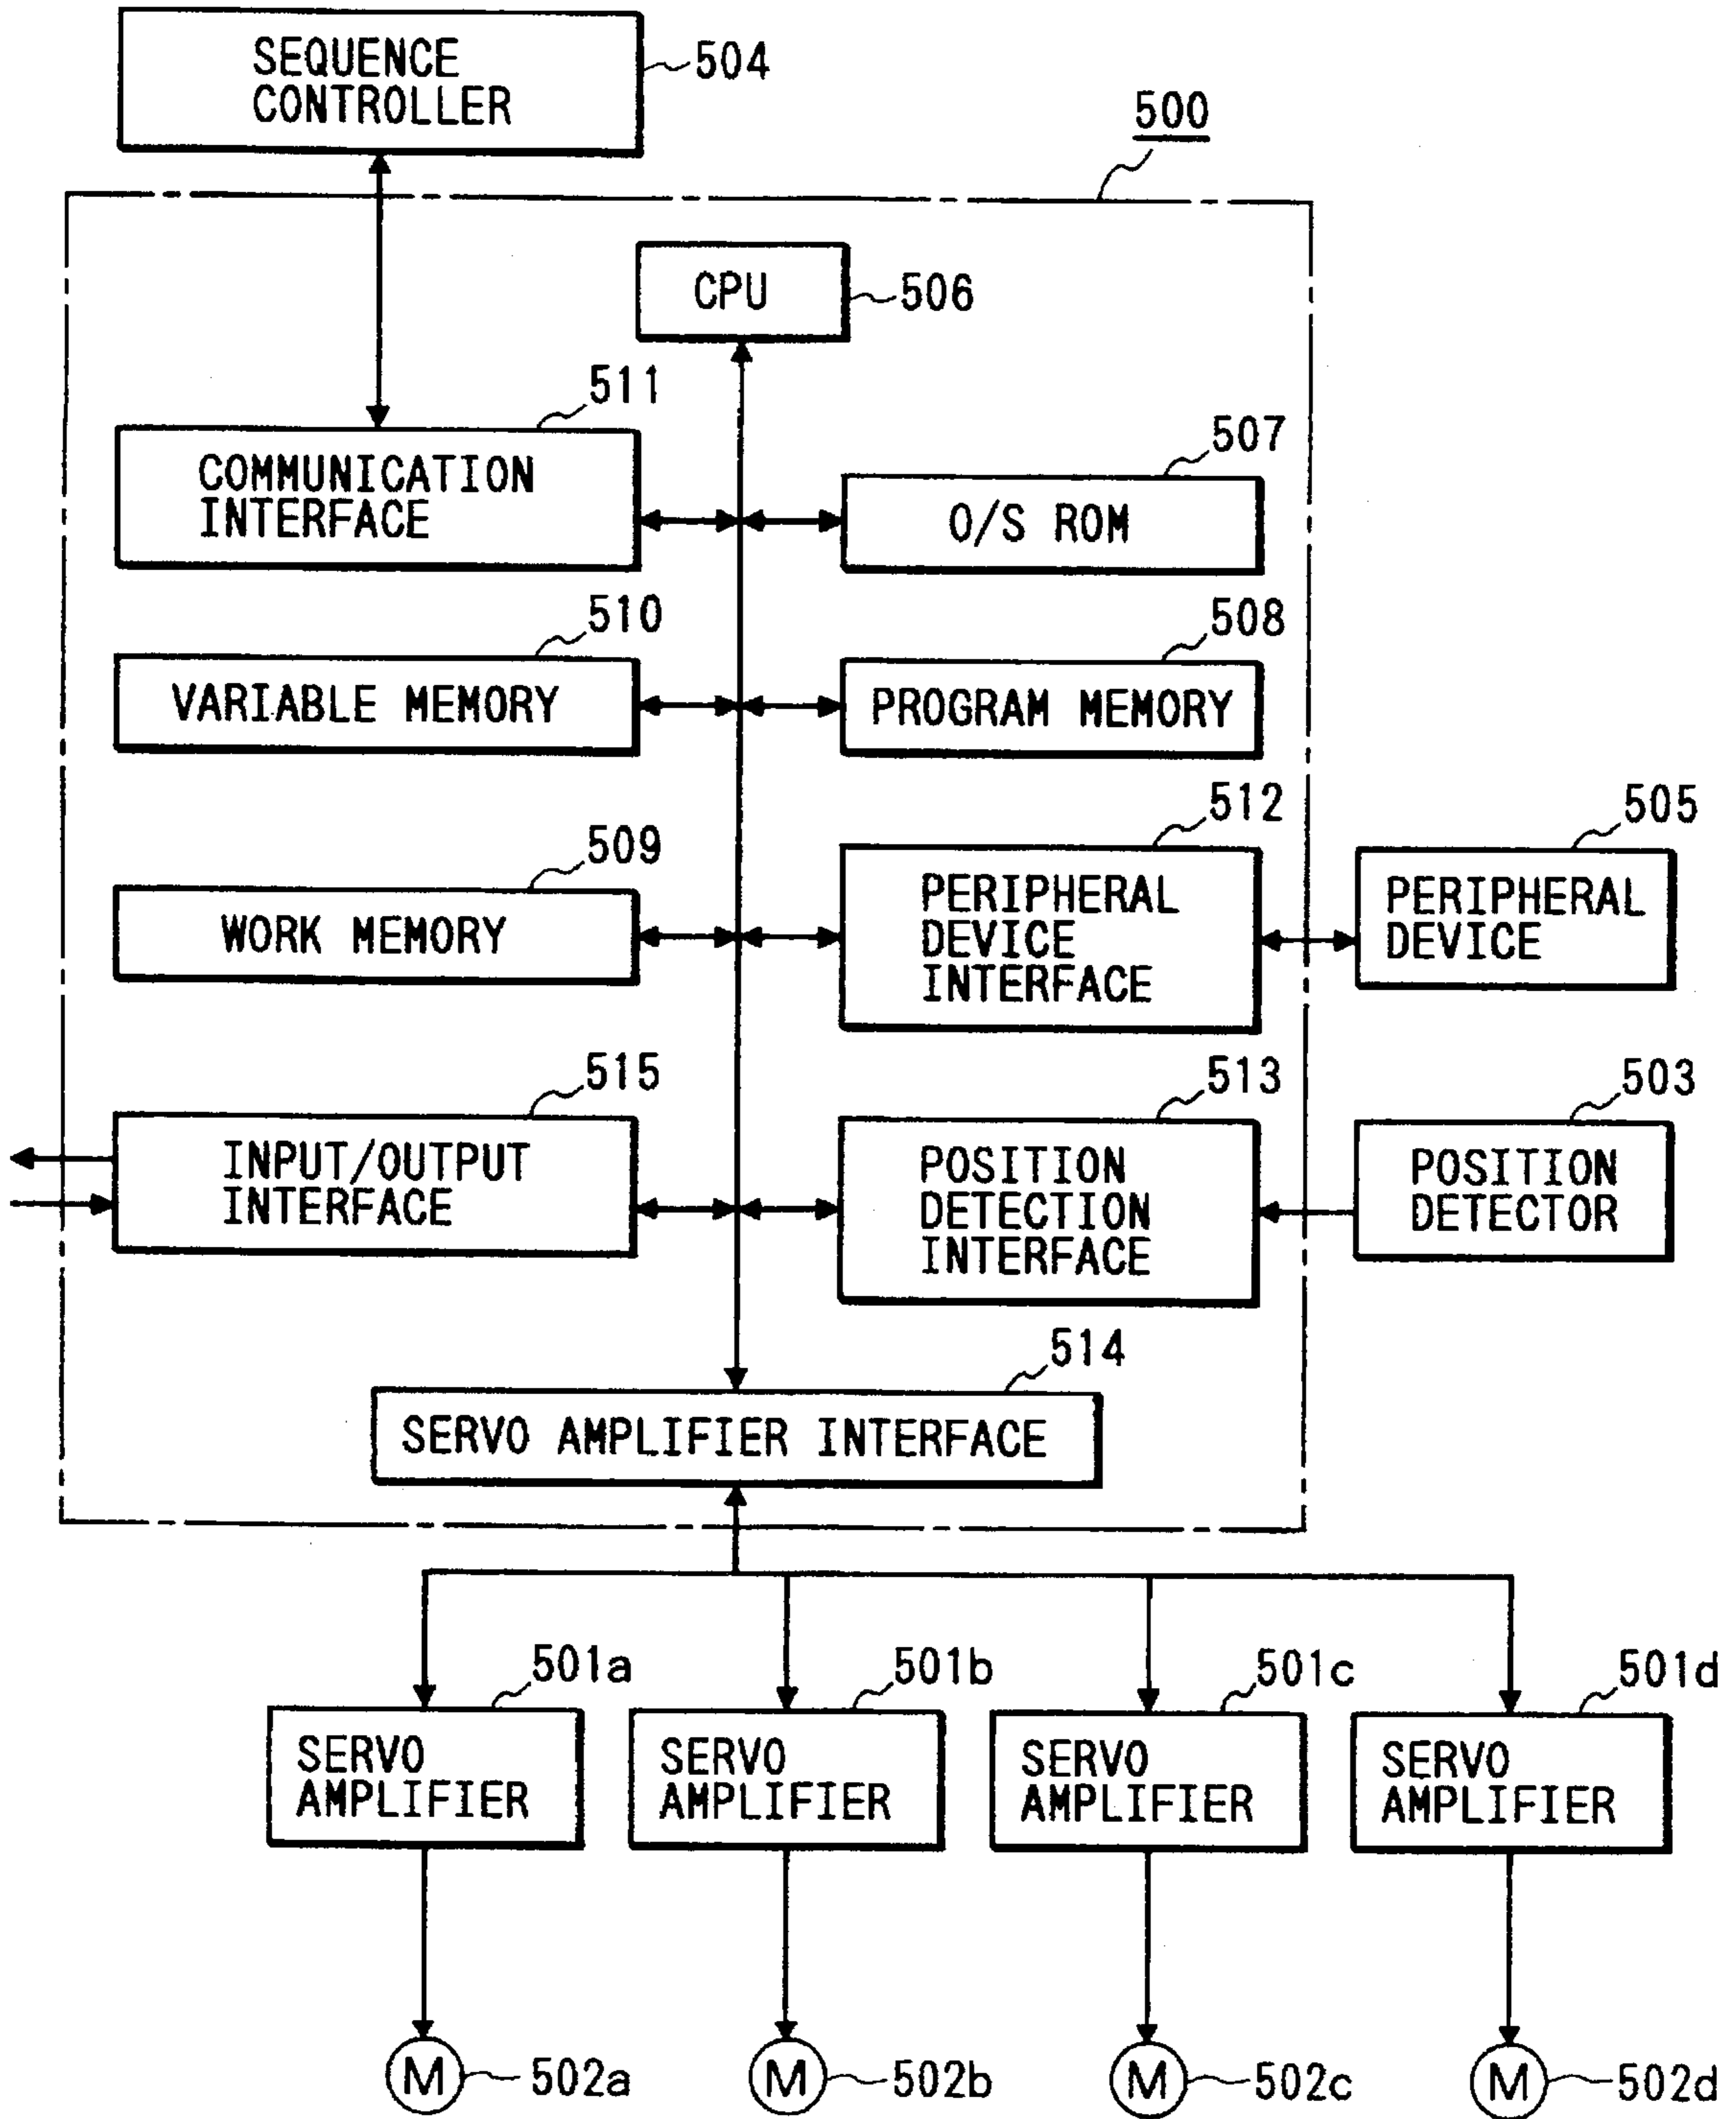 SEQUENCE
CONTROLLER
504
500
CPU
506
511
COMMUNICATION
INTERFACE
507
O/S ROM
510
VARIABLE MEMORY
508
PROGRAM MEMORY
509
WORK MEMORY
512
PERIPHERAL
DEVICE
INTERFACE
505
PERIPHERAL
DEVICE
515
INPUT/OUTPUT
INTERFACE
513
POSITION
DETECTION
INTERFACE
503
POSITION
DETECTOR
514
SERVO AMPLIFIER INTERFACE
501a
SERVO
AMPLIFIER
501b
SERVO
AMPLIFIER
501c
SERVO
AMPLIFIER
501d
SERVO
AMPLIFIER
M
502a
M
502b
M
502c
M
502d